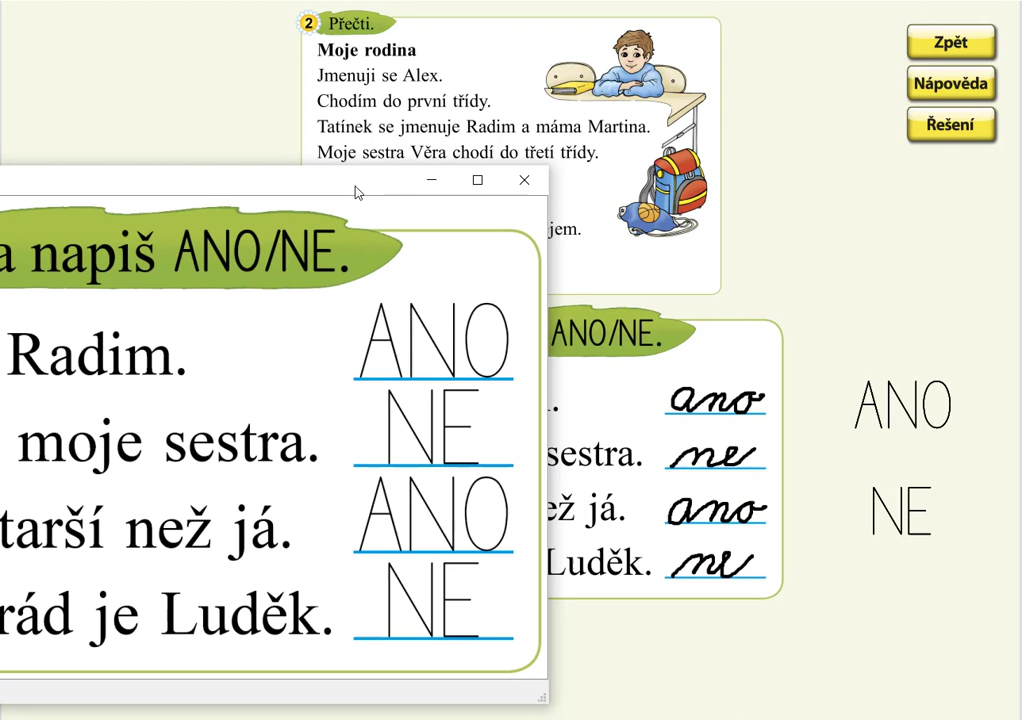 2 Přečti.
Moje rodina
Jmenuji se Alex.
Chodím do první třídy.
Tatínek se jmenuje Radim a máma Martina.
Moje sestra Věra chodí do třetí třídy.
jem.
Zpět
Nápověda
Řešení
a napiš ANO/NE.
Radim. ANO
moje sestra. NE
tarší než já. ANO
rád je Luděk. NE
ANO/NE.
ano
sestra. ne
ež já. ano
Luděk. ne
ANO
NE